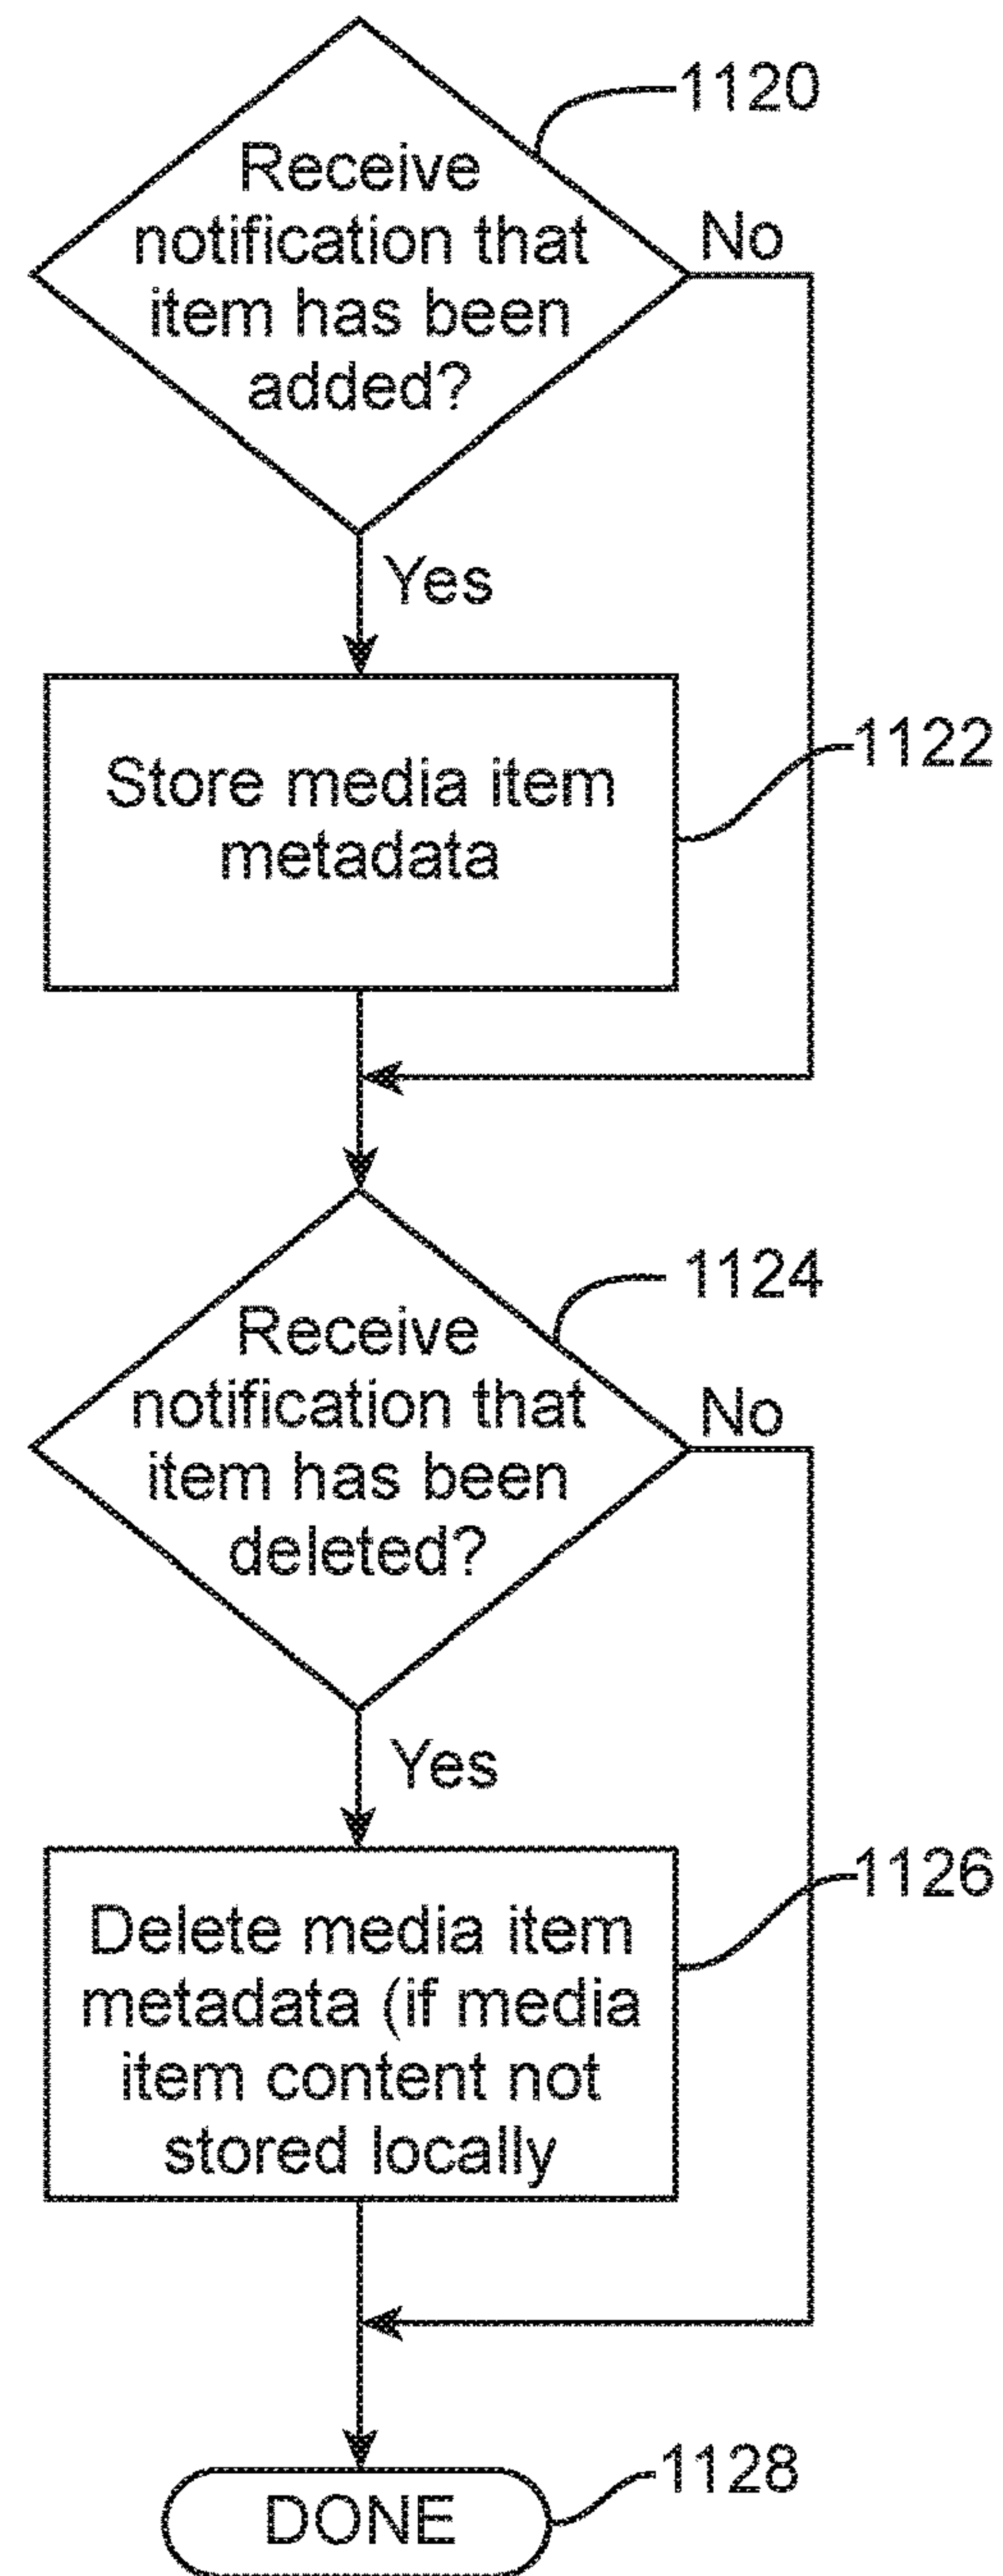 1120
Receive
notification that
item has been
added?
No
Yes
1122
Store media item
metadata
1124
Receive
notification that
item has been
deleted?
No
Yes
1126
Delete media item
metadata (if media
item content not
stored locally
1128
DONE